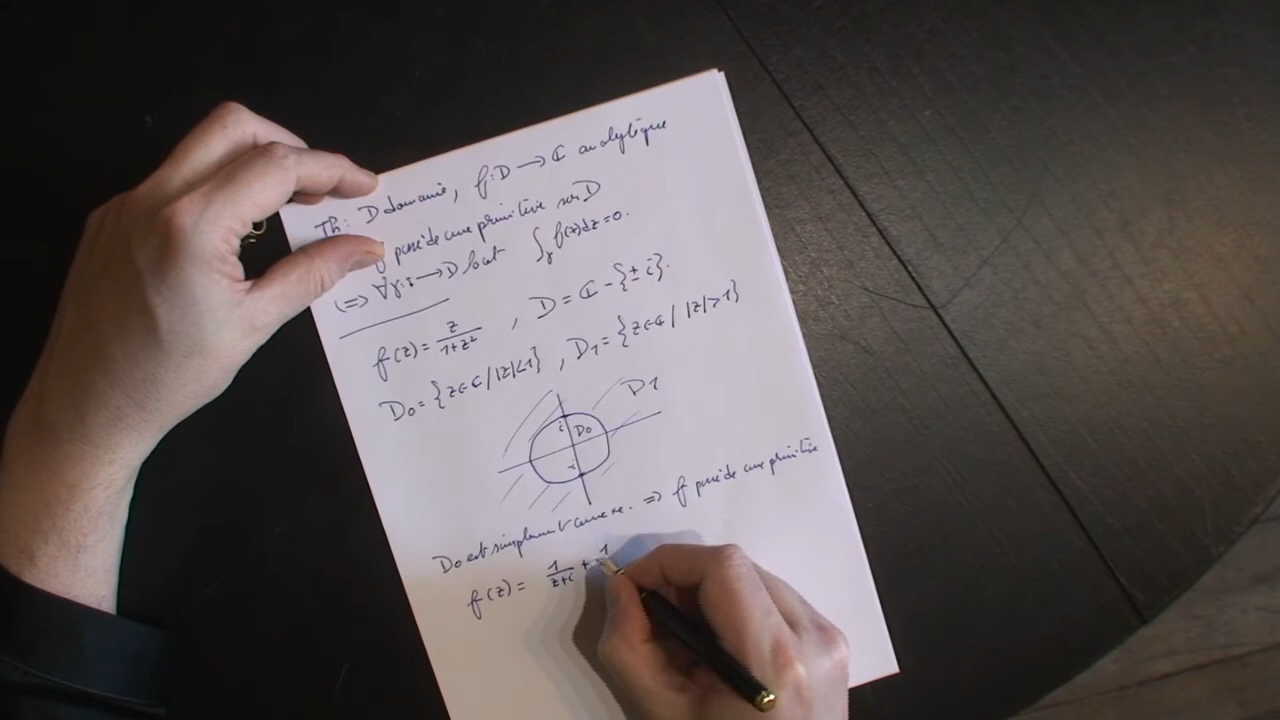 Th: D domaine, f: D → ℂ analytique
f possède une primitive sur D
⟺ ∀γ: I → D lacet ∫_γ f(z)dz = 0.
f(z) = z/(1+z²) , D = ℂ - {± i}.
D₀ = {z ∈ ℂ / |z| < 1} , D₁ = {z ∈ ℂ / |z| > 1}
D1
i D₀
-i
D₀ est simplement connexe. ⇒ f possède une primitive
f(z) = 1/(z+i) + 1